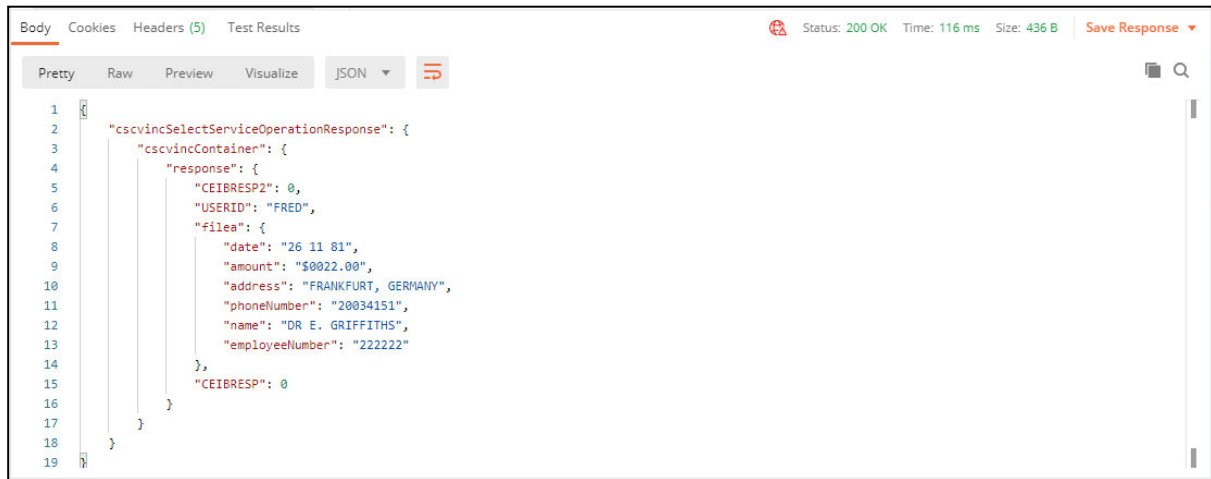 Body Cookies Headers (5) Test Results Status: 200 OK Time: 116 ms Size: 436 B Save Response
Pretty Raw Preview Visualize JSON
1 {
2 "cscvincSelectServiceOperationResponse": {
3 "cscvincContainer": {
4 "response": {
5 "CEIBRESP2": 0,
6 "USERID": "FRED",
7 "filea": {
8 "date": "26 11 81",
9 "amount": "$0022.00",
10 "address": "FRANKFURT, GERMANY",
11 "phoneNumber": "20034151",
12 "name": "DR E. GRIFFITHS",
13 "employeeNumber": "222222"
14 },
15 "CEIBRESP": 0
16 }
17 }
18 }
19 }